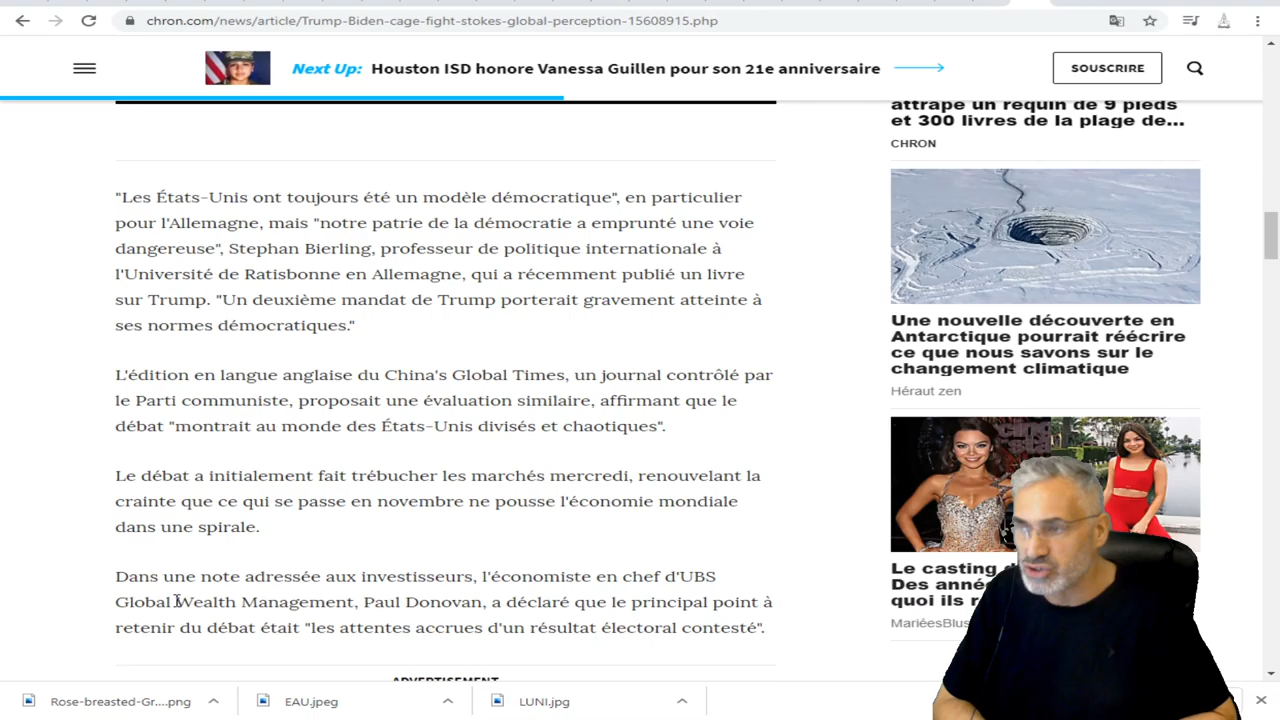 chron.com/news/article/Trump-Biden-cage-fight-stokes-global-perception-15608915.php
Next Up: Houston ISD honore Vanessa Guillen pour son 21e anniversaire
SOUSCRIRE
"Les États-Unis ont toujours été un modèle démocratique", en particulier
pour l'Allemagne, mais "notre patrie de la démocratie a emprunté une voie
dangereuse", Stephan Bierling, professeur de politique internationale à
l'Université de Ratisbonne en Allemagne, qui a récemment publié un livre
sur Trump. "Un deuxième mandat de Trump porterait gravement atteinte à
ses normes démocratiques."
L'édition en langue anglaise du China's Global Times, un journal contrôlé par
le Parti communiste, proposait une évaluation similaire, affirmant que le
débat "montrait au monde des États-Unis divisés et chaotiques".
Le débat a initialement fait trébucher les marchés mercredi, renouvelant la
crainte que ce qui se passe en novembre ne pousse l'économie mondiale
dans une spirale.
Dans une note adressée aux investisseurs, l'économiste en chef d'UBS
Global Wealth Management, Paul Donovan, a déclaré que le principal point à
retenir du débat était "les attentes accrues d'un résultat électoral contesté".
ADVERTISEMENT
attrape un requin de 9 pieds
et 300 livres de la plage de...
CHRON
Une nouvelle découverte en
Antarctique pourrait réécrire
ce que nous savons sur le
changement climatique
Héraut zen
Le casting
Des anné
quoi ils r
MariéesBlus
Rose-breasted-Gr....png
EAU.jpeg
LUNI.jpg